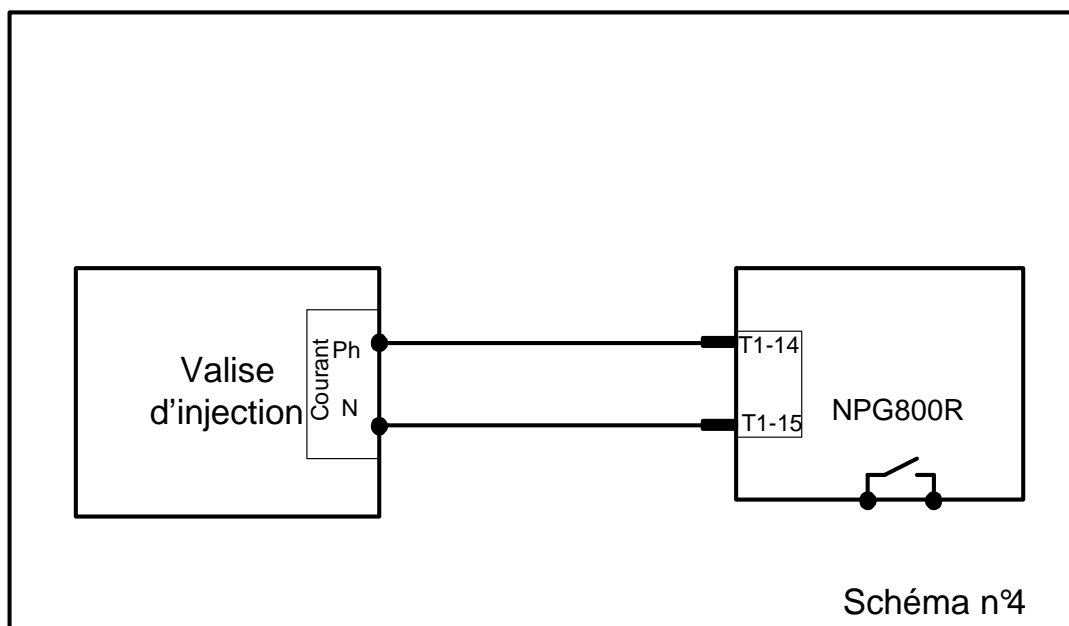 Valise
d'injection
Courant
Ph
N
T1-14
T1-15
NPG800R
Schéma n°4